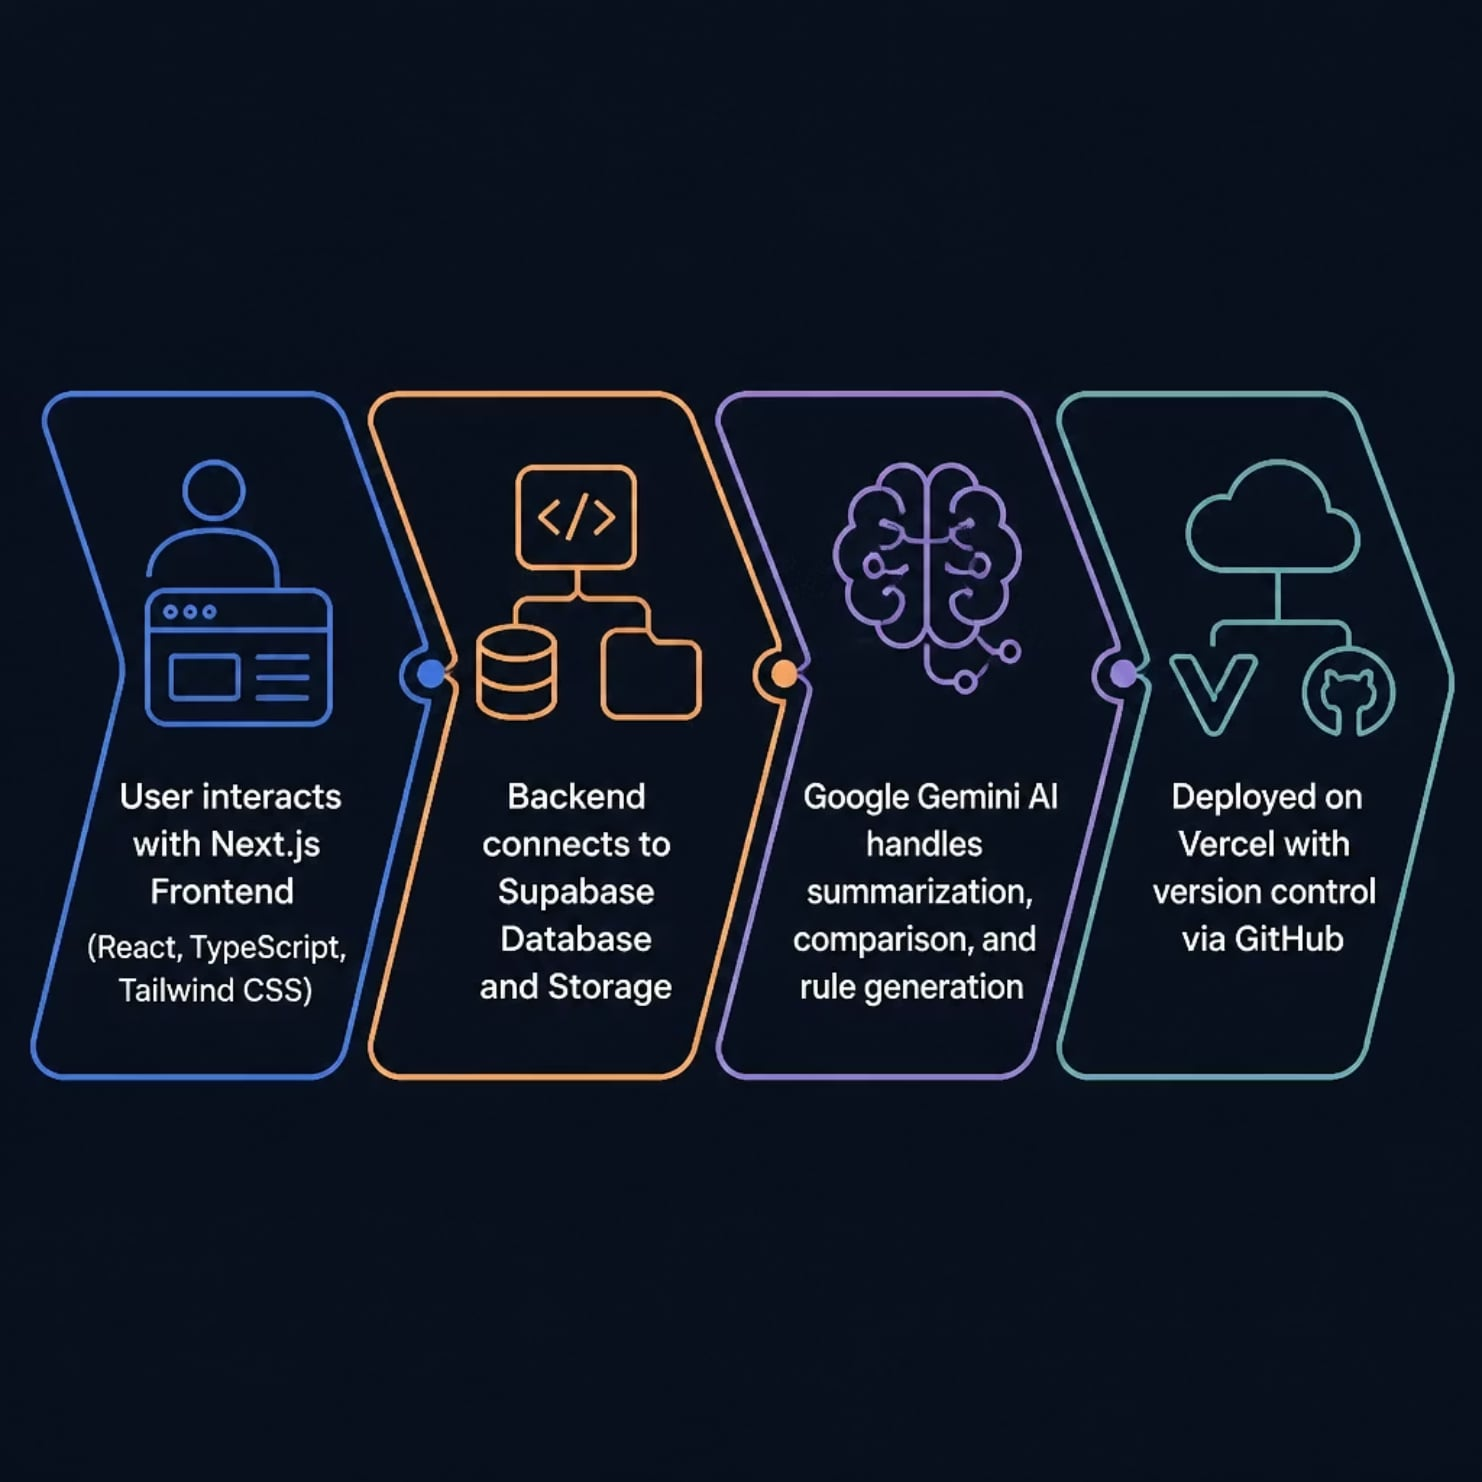 User interacts
with Next.js
Frontend
(React, TypeScript,
Tailwind CSS)
</>
Backend
connects to
Supabase
Database
and Storage
Google Gemini AI
handles
summarization,
comparison, and
rule generation
Deployed on
Vercel with
version control
via GitHub